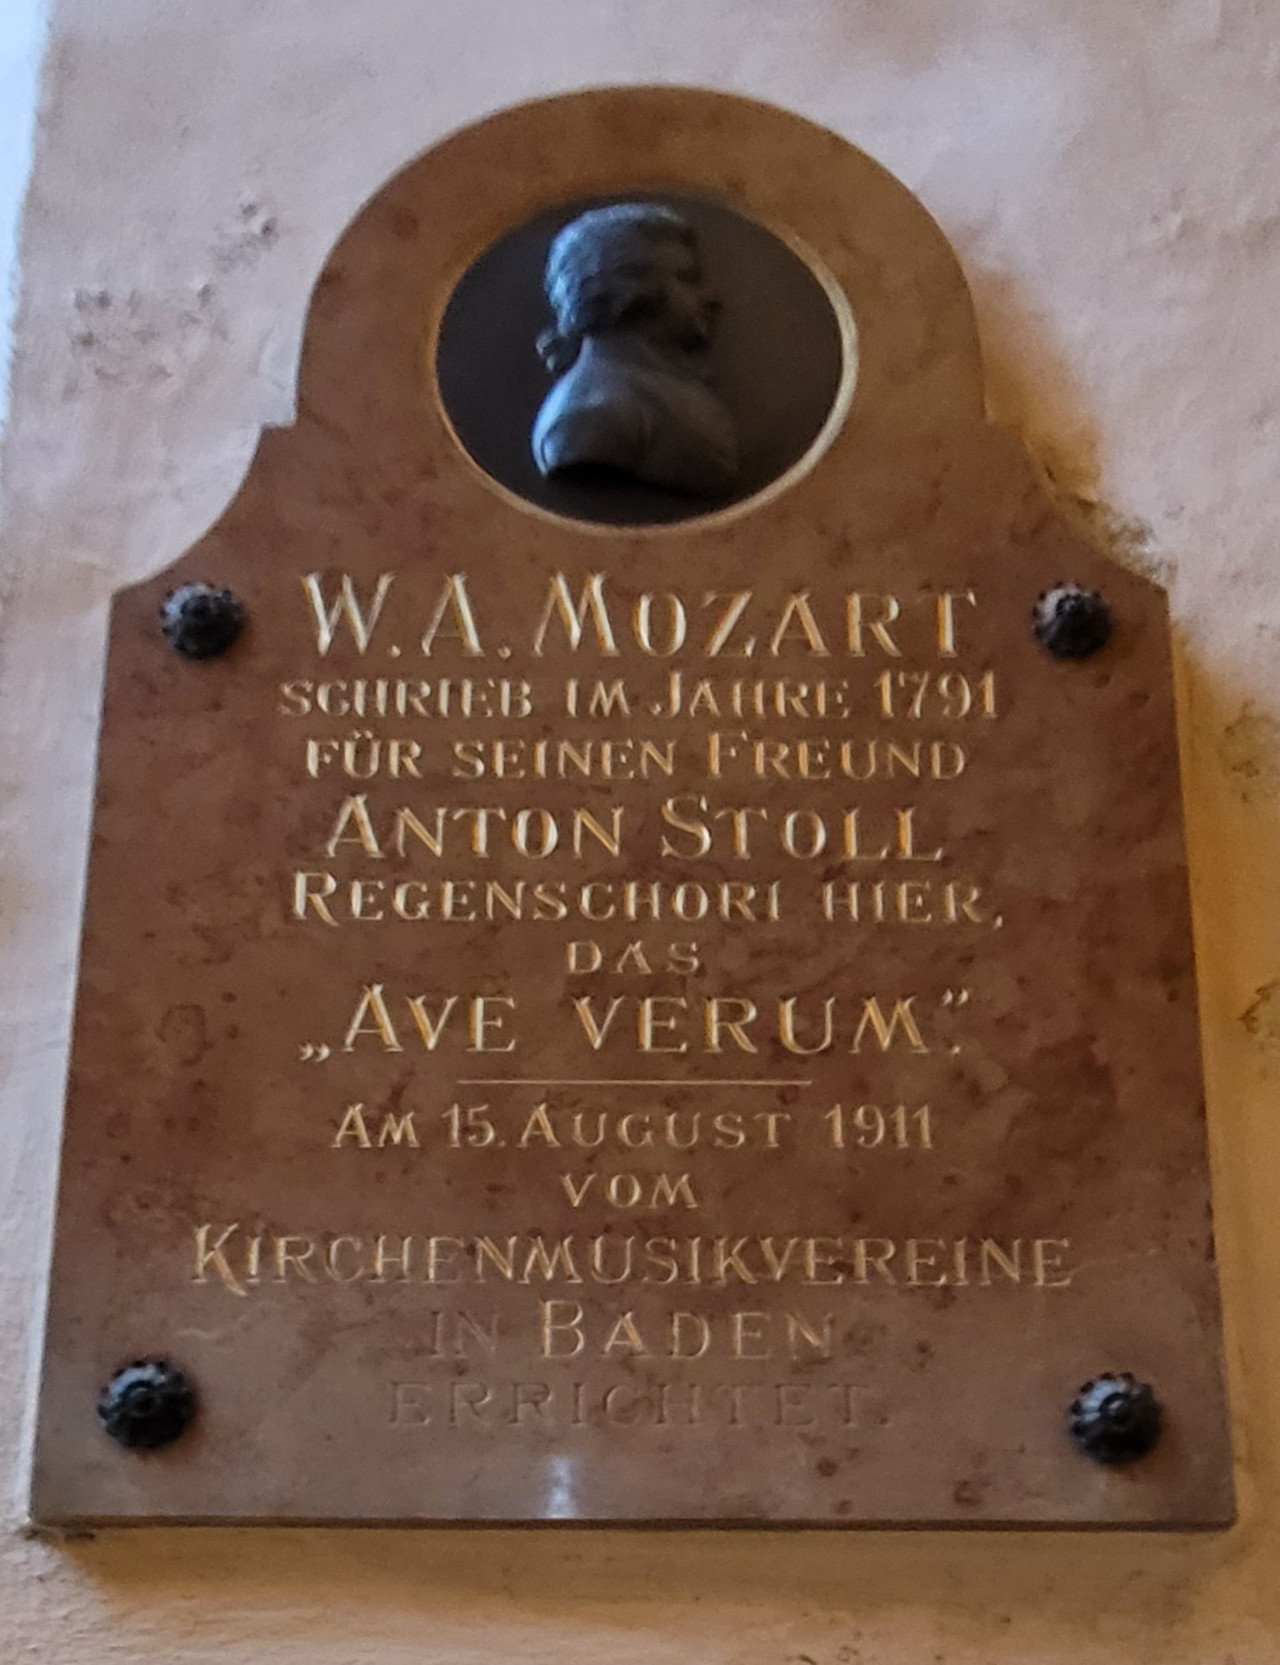 W. A. MOZART
SCHRIEB IM JAHRE 1791
FÜR SEINEN FREUND
ANTON STOLL
REGENSCHORI HIER,
DAS
„AVE VERUM".
AM 15. AUGUST 1911
VOM
KIRCHENMUSIKVEREINE
IN BADEN
ERRICHTET.